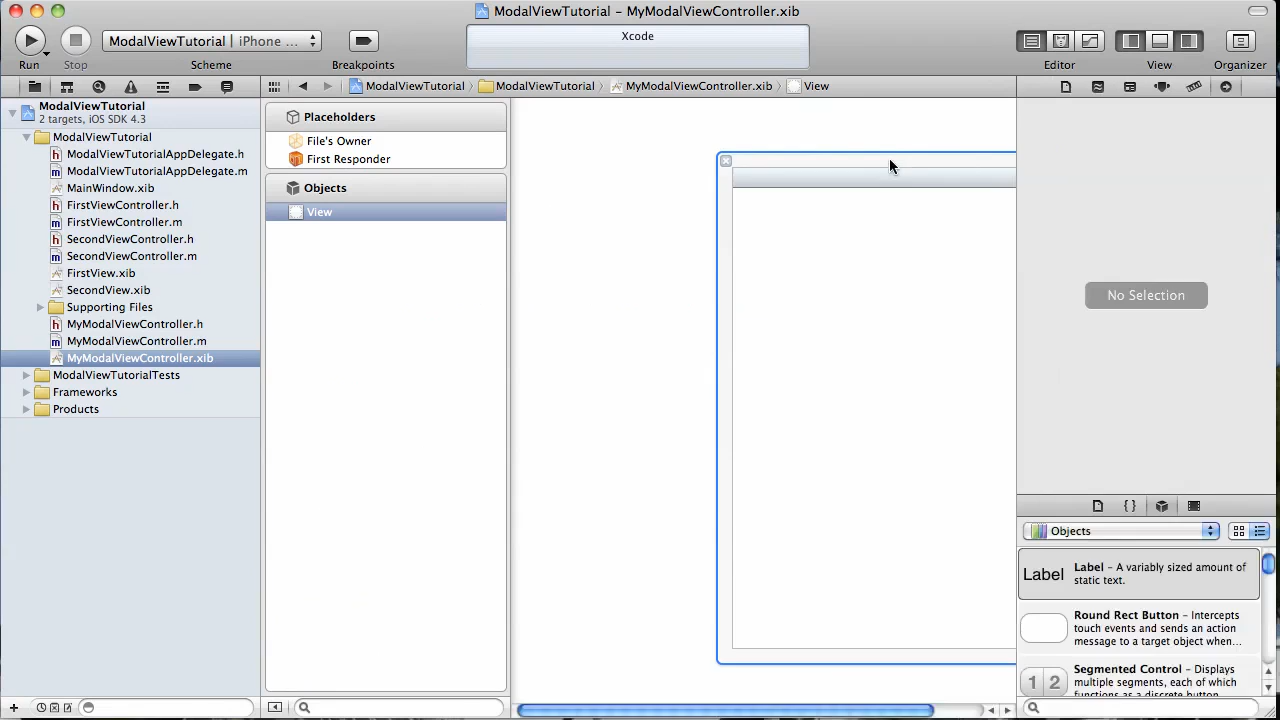 ModalViewTutorial – MyModalViewController.xib
ModalViewTutorial | iPhone ...
Xcode
Run
Stop
Scheme
Breakpoints
Editor
View
Organizer
ModalViewTutorial
ModalViewTutorial
MyModalViewController.xib
View
ModalViewTutorial
2 targets, iOS SDK 4.3
ModalViewTutorial
ModalViewTutorialAppDelegate.h
ModalViewTutorialAppDelegate.m
MainWindow.xib
FirstViewController.h
FirstViewController.m
SecondViewController.h
SecondViewController.m
FirstView.xib
SecondView.xib
Supporting Files
MyModalViewController.h
MyModalViewController.m
MyModalViewController.xib
ModalViewTutorialTests
Frameworks
Products
Placeholders
File's Owner
First Responder
Objects
View
No Selection
Objects
Label
Label – A variably sized amount of
static text.
Round Rect Button – Intercepts
touch events and sends an action
message to a target object when...
1 2
Segmented Control – Displays
multiple segments, each of which
functions as a discrete button.